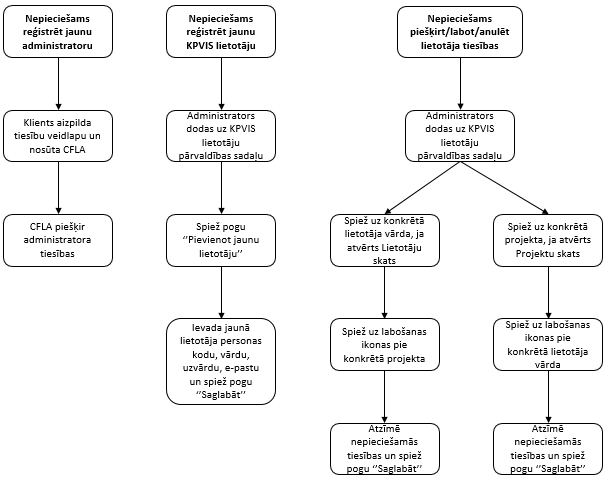 Nepieciešams
reģistrēt jaunu
administratoru
Klients aizpilda
tiesību veidlapu un
nosūta CFLA
CFLA piešķir
administratora
tiesības
Nepieciešams
reģistrēt jaunu
KPVIS lietotāju
Administrators
dodas uz KPVIS
lietotāju
pārvaldības sadaļu
Spiež pogu
‘’Pievienot jaunu
lietotāju’’
Ievada jaunā
lietotāja personas
kodu, vārdu,
uzvārdu, e-pastu
un spiež pogu
‘’Saglabāt’’
Nepieciešams
piešķirt/labot/anulēt
lietotāja tiesības
Administrators
dodas uz KPVIS
lietotāju
pārvaldības sadaļu
Spiež uz konkrētā
lietotāja vārda, ja
atvērts Lietotāju
skats
Spiež uz labošanas
ikonas pie
konkrētā projekta
Atzīmē
nepieciešamās
tiesības un spiež
pogu ‘’Saglabāt’’
Spiež uz konkrētā
projekta, ja atvērts
Projektu skats
Spiež uz labošanas
ikonas pie
konkrētā lietotāja
vārda
Atzīmē
nepieciešamās
tiesības un spiež
pogu ‘’Saglabāt’’